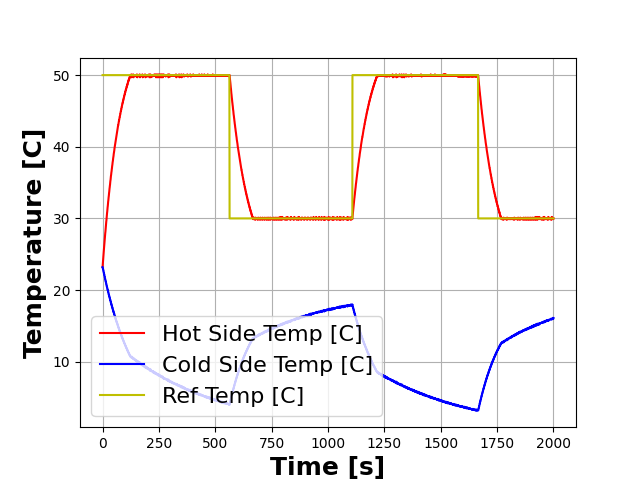 50
40
30
20
10
Temperature [C]
Hot Side Temp [C]
Cold Side Temp [C]
Ref Temp [C]
0 250 500 750 1000 1250 1500 1750 2000
Time [s]